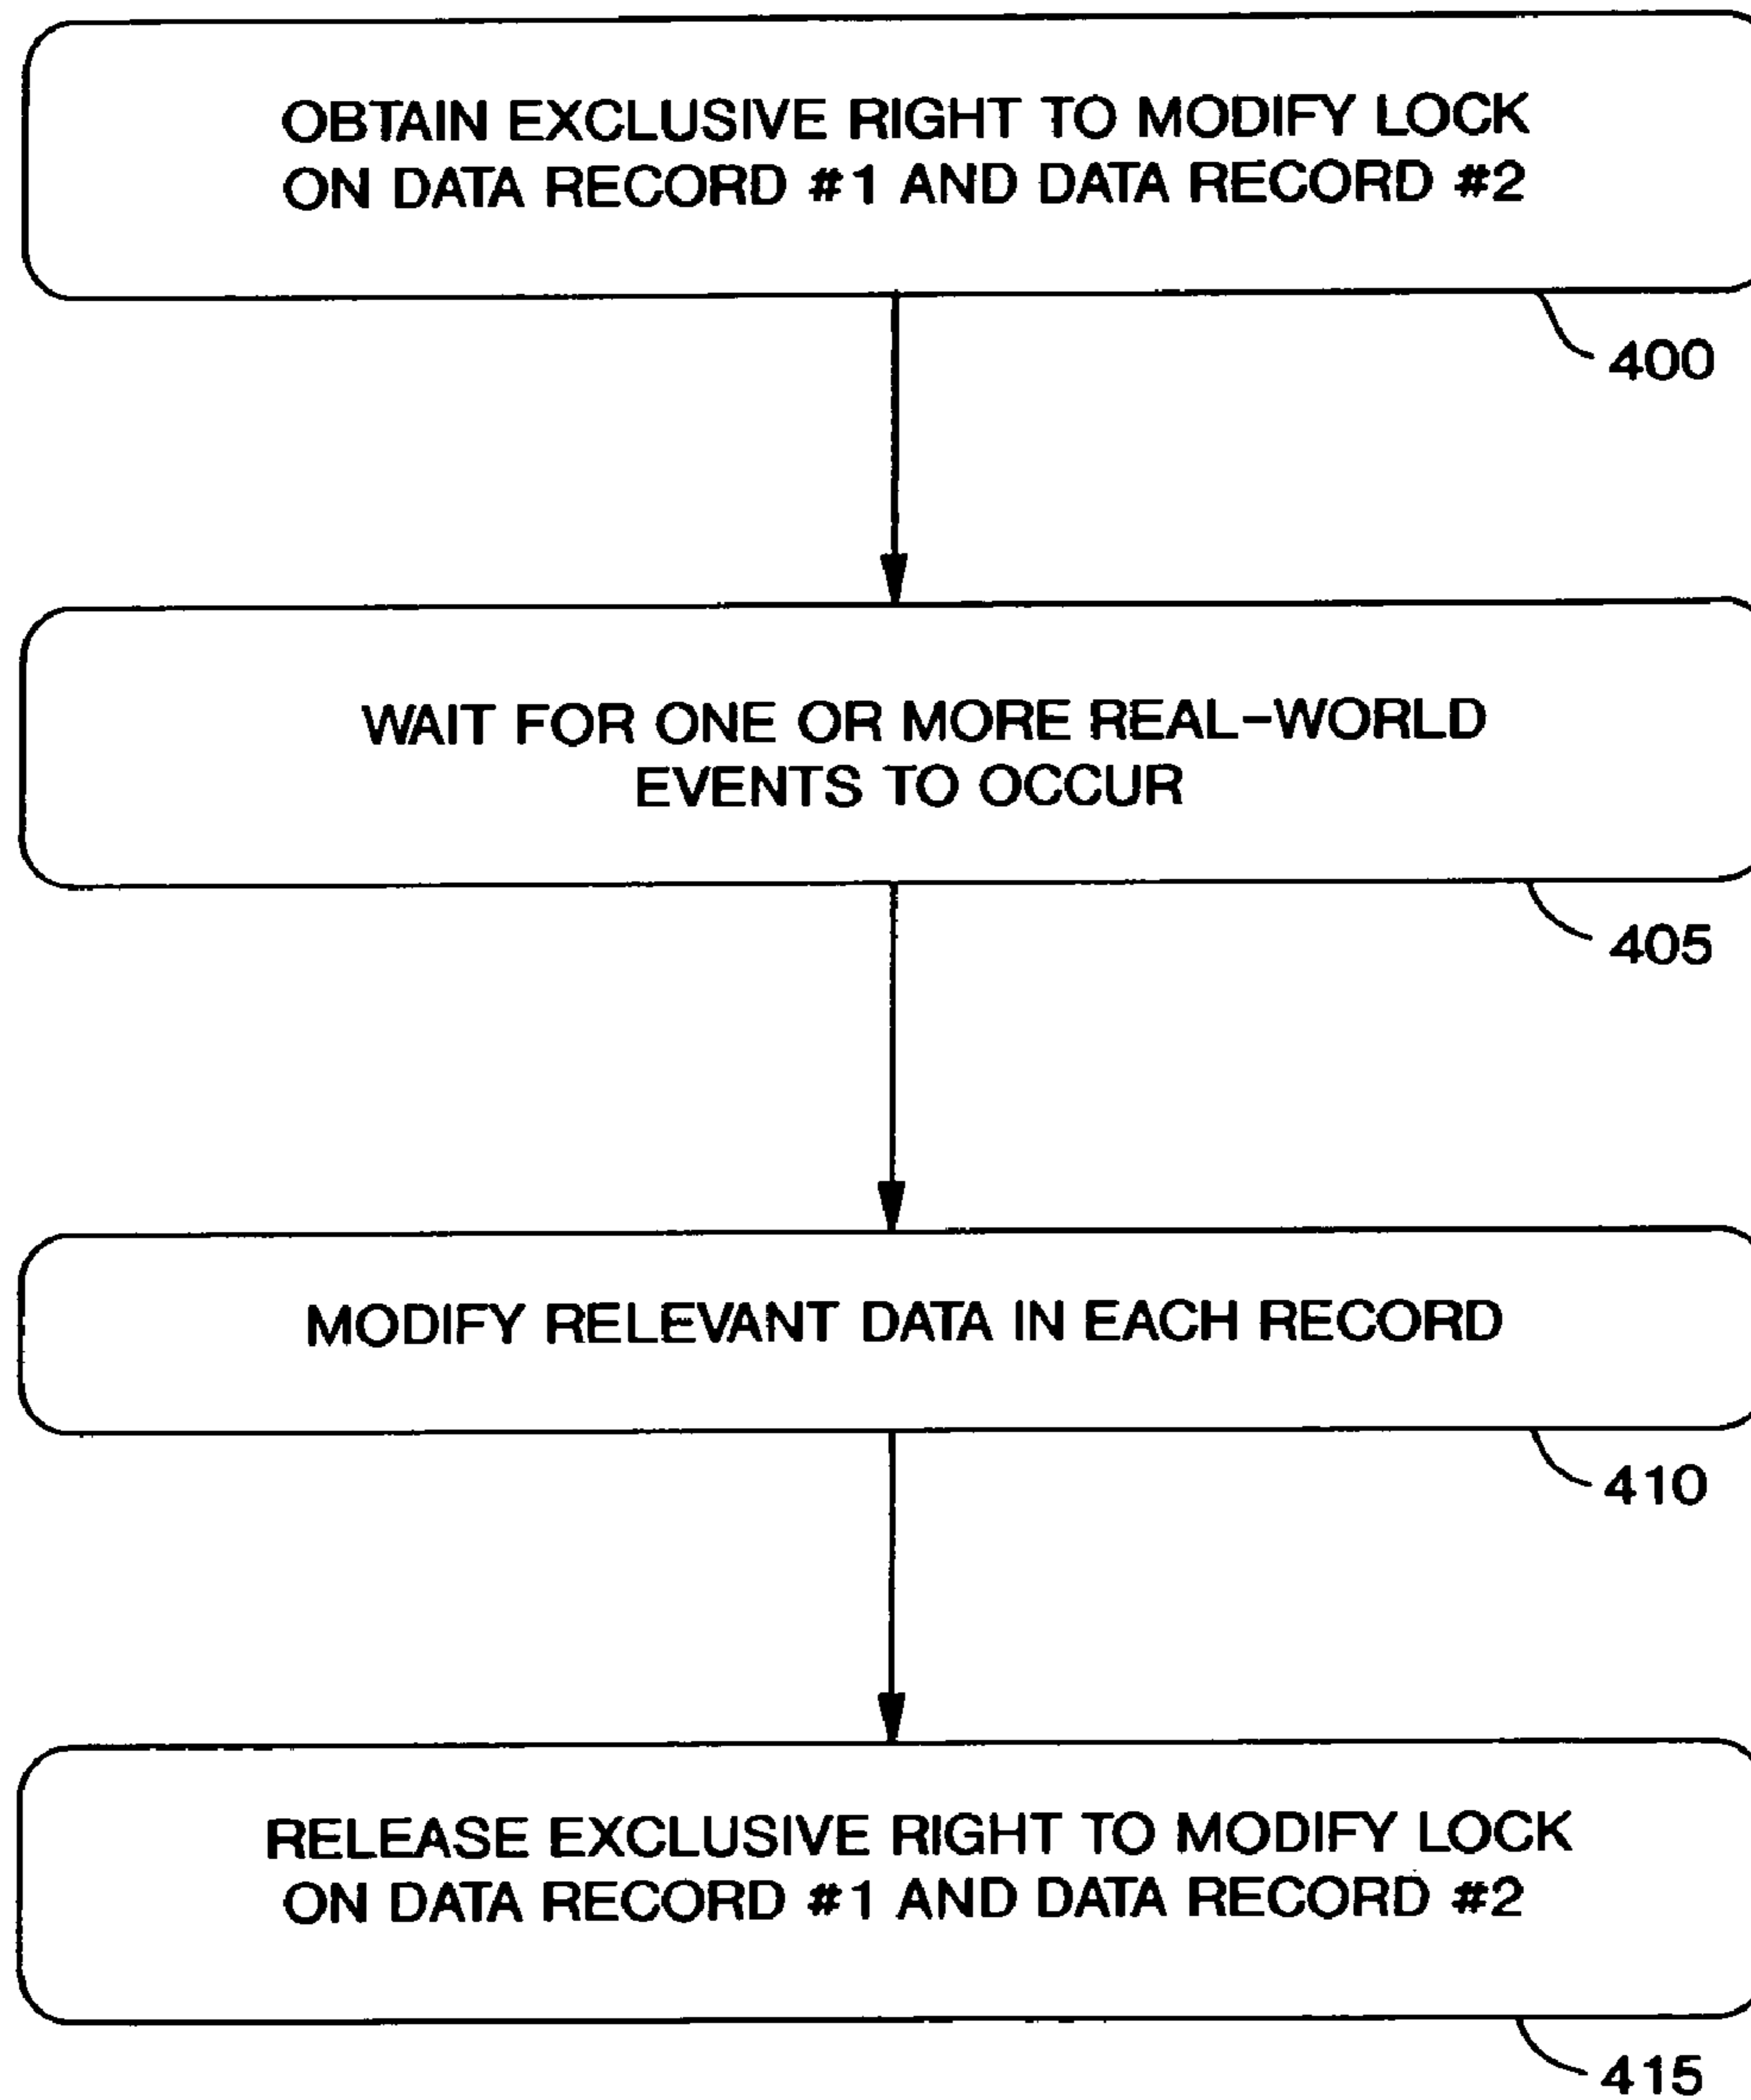 OBTAIN EXCLUSIVE RIGHT TO MODIFY LOCK
ON DATA RECORD #1 AND DATA RECORD #2
400
WAIT FOR ONE OR MORE REAL-WORLD
EVENTS TO OCCUR
405
MODIFY RELEVANT DATA IN EACH RECORD
410
RELEASE EXCLUSIVE RIGHT TO MODIFY LOCK
ON DATA RECORD #1 AND DATA RECORD #2
415